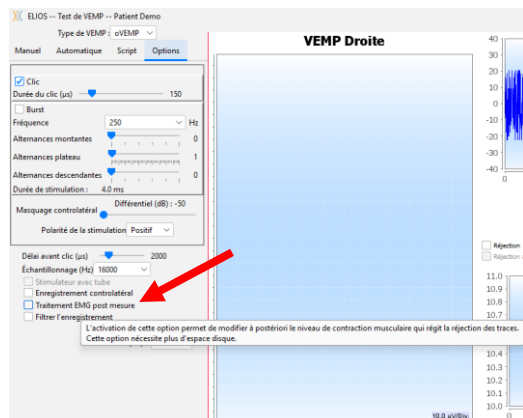 ELIOS -- Test de VEMP -- Patient Demo
Type de VEMP : oVEMP
Manuel Automatique Script Options
Clic
Durée du clic (µs) 150
Burst
Fréquence 250 Hz
Alternances montantes 0
Alternances plateau 1
Alternances descendantes 0
Durée de stimulation : 4.0 ms
Différentiel (dB) : -50
Masquage controlatéral
Polarité de la stimulation Positif
Délai avant clic (µs) 2000
Échantillonnage (Hz) 16000
Stimulateur avec tube
Enregistrement controlatéral
Traitement EMG post mesure
Filtrer l'enregistrement
L'activation de cette option permet de modifier à postériori le niveau de contraction musculaire qui régit la réjection des traces.
Cette option nécessite plus d'espace disque.
VEMP Droite
10.0 µV/Div.
40
30
20
10
0
-10
-20
-30
-40
0
Réjection
Réjection
11.0
10.9
10.8
10.7
10.4
10.3
10.2
10.1
10.0
0